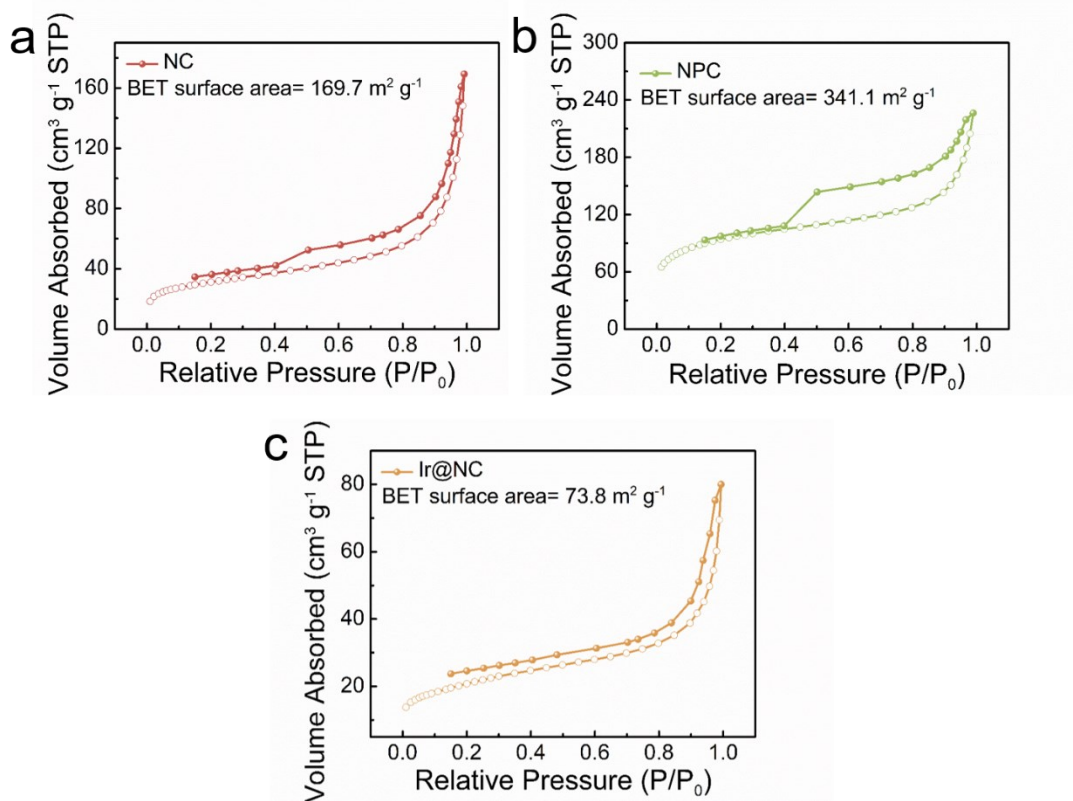 a
NC
BET surface area= 169.7 m² g⁻¹
Volume Absorbed (cm³ g⁻¹ STP)
160
120
80
40
0
0.0 0.2 0.4 0.6 0.8 1.0
Relative Pressure (P/P₀)
b
NPC
BET surface area= 341.1 m² g⁻¹
Volume Absorbed (cm³ g⁻¹ STP)
300
240
180
120
60
0
0.0 0.2 0.4 0.6 0.8 1.0
Relative Pressure (P/P₀)
c
Ir@NC
BET surface area= 73.8 m² g⁻¹
Volume Absorbed (cm³ g⁻¹ STP)
80
60
40
20
0.0 0.2 0.4 0.6 0.8 1.0
Relative Pressure (P/P₀)